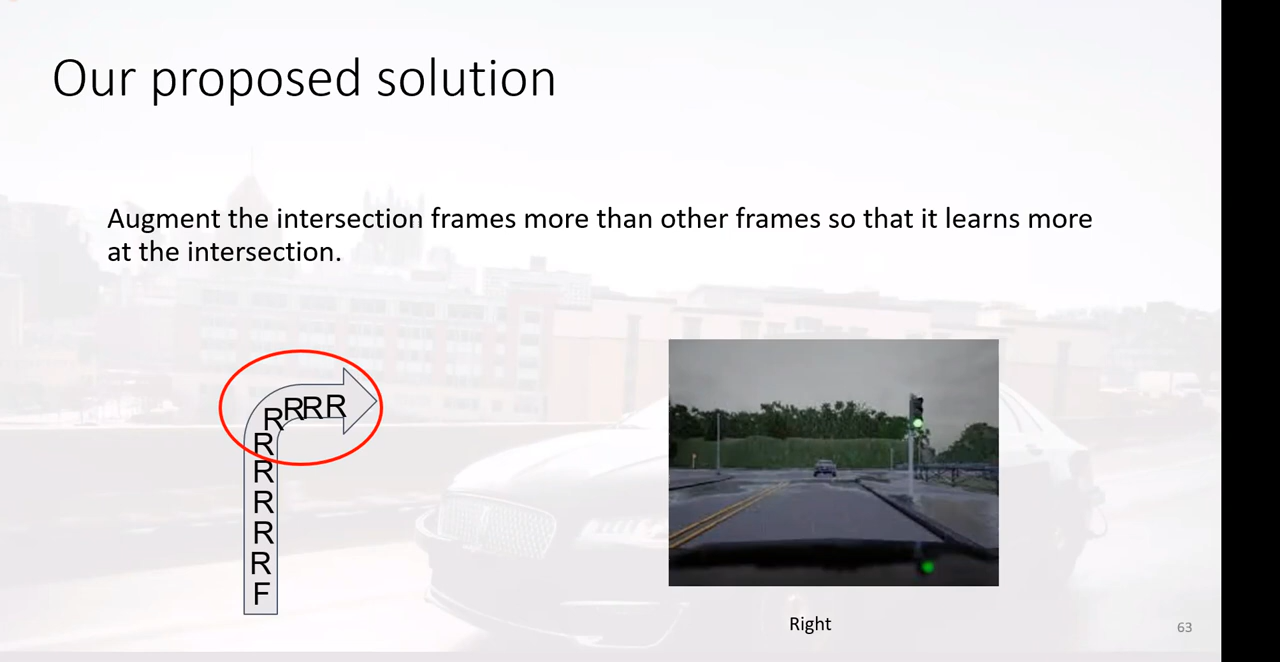 Our proposed solution
Augment the intersection frames more than other frames so that it learns more
at the intersection.
R R R R
R
R
R
R
R
F
Right
63